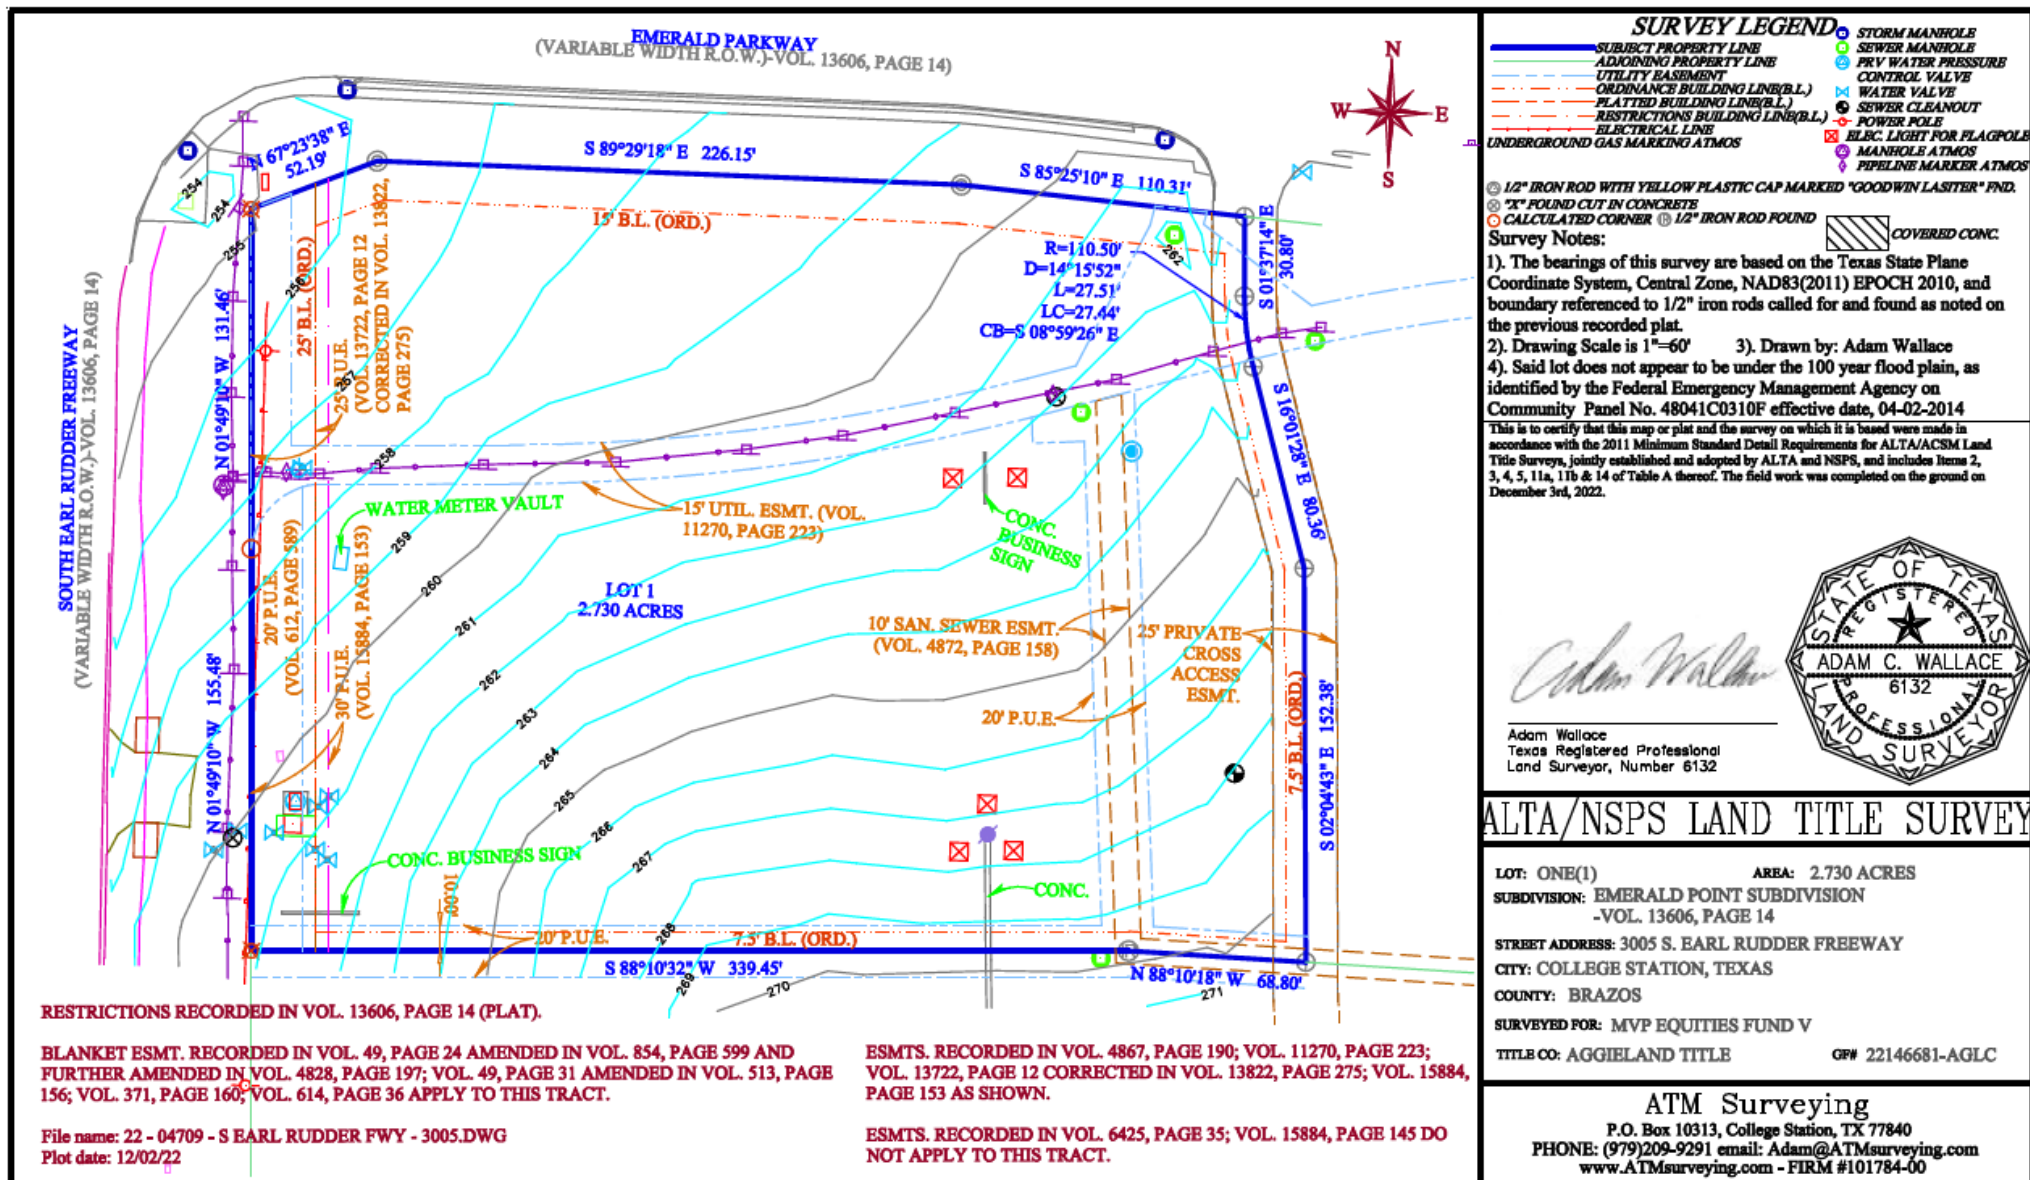 EMERALD PARKWAY
(VARIABLE WIDTH R.O.W.)-VOL. 13606, PAGE 14)
N
W
E
S
N 67°23'38" E
52.19'
S 89°29'18" E 226.15'
S 85°25'10" E 110.31'
15' B.L. (ORD.)
S 01°37'14" E
30.80'
R=110.50'
D=14°15'52"
L=27.51'
LC=27.44'
CB=S 08°59'26" E
SOUTH EARL RUDDER FREEWAY
(VARIABLE WIDTH R.O.W.)-VOL. 13606, PAGE 14)
N 01°49'10" W 131.46'
25' B.L. (ORD.)
25' P.U.E.
(VOL. 13722, PAGE 12
CORRECTED IN VOL. 13822,
PAGE 275)
254
254
255
256
257
258
259
260
261
262
263
264
265
266
267
268
269
270
271
262
S 16°01'28" E 80.36'
WATER METER VAULT
15' UTIL. ESMT. (VOL.
11270, PAGE 223)
CONC.
BUSINESS
SIGN
LOT 1
2.730 ACRES
20' P.U.E.
(VOL. 612, PAGE 589)
30' P.U.E.
(VOL. 15884, PAGE 153)
10' SAN. SEWER ESMT.
(VOL. 4872, PAGE 158)
25' PRIVATE
CROSS
ACCESS
ESMT.
20' P.U.E.
7.5' B.L. (ORD.)
S 02°04'43" E 152.38'
N 01°49'10" W 155.48'
CONC. BUSINESS SIGN
10.00
CONC.
20' P.U.E.
7.5' B.L. (ORD.)
S 88°10'32" W 339.45'
N 88°10'18" W 68.80'
RESTRICTIONS RECORDED IN VOL. 13606, PAGE 14 (PLAT).
BLANKET ESMT. RECORDED IN VOL. 49, PAGE 24 AMENDED IN VOL. 854, PAGE 599 AND
FURTHER AMENDED IN VOL. 4828, PAGE 197; VOL. 49, PAGE 31 AMENDED IN VOL. 513, PAGE
156; VOL. 371, PAGE 160; VOL. 614, PAGE 36 APPLY TO THIS TRACT.
File name: 22 - 04709 - S EARL RUDDER FWY - 3005.DWG
Plot date: 12/02/22
ESMTS. RECORDED IN VOL. 4867, PAGE 190; VOL. 11270, PAGE 223;
VOL. 13722, PAGE 12 CORRECTED IN VOL. 13822, PAGE 275; VOL. 15884,
PAGE 153 AS SHOWN.
ESMTS. RECORDED IN VOL. 6425, PAGE 35; VOL. 15884, PAGE 145 DO
NOT APPLY TO THIS TRACT.
SURVEY LEGEND
SUBJECT PROPERTY LINE
ADJOINING PROPERTY LINE
UTILITY EASEMENT
ORDINANCE BUILDING LINE(B.L.)
PLATTED BUILDING LINE(B.L.)
RESTRICTIONS BUILDING LINE(B.L.)
ELECTRICAL LINE
UNDERGROUND GAS MARKING ATMOS
STORM MANHOLE
SEWER MANHOLE
PRV WATER PRESSURE
CONTROL VALVE
WATER VALVE
SEWER CLEANOUT
POWER POLE
ELEC. LIGHT FOR FLAGPOLE
MANHOLE ATMOS
PIPELINE MARKER ATMOS
1/2" IRON ROD WITH YELLOW PLASTIC CAP MARKED "GOODWIN LASITER" FND.
"X" FOUND CUT IN CONCRETE
CALCULATED CORNER 1/2" IRON ROD FOUND
COVERED CONC.
Survey Notes:
1). The bearings of this survey are based on the Texas State Plane
Coordinate System, Central Zone, NAD83(2011) EPOCH 2010, and
boundary referenced to 1/2" iron rods called for and found as noted on
the previous recorded plat.
2). Drawing Scale is 1"=60' 3). Drawn by: Adam Wallace
4). Said lot does not appear to be under the 100 year flood plain, as
identified by the Federal Emergency Management Agency on
Community Panel No. 48041C0310F effective date, 04-02-2014
This is to certify that this map or plat and the survey on which it is based were made in
accordance with the 2011 Minimum Standard Detail Requirements for ALTA/ACSM Land
Title Surveys, jointly established and adopted by ALTA and NSPS, and includes Items 2,
3, 4, 5, 11a, 11b & 14 of Table A thereof. The field work was completed on the ground on
December 3rd, 2022.
Adam Wallace
STATE OF TEXAS
REGISTERED
ADAM C. WALLACE
6132
PROFESSIONAL
LAND SURVEYOR
Adam Wallace
Texas Registered Professional
Land Surveyor, Number 6132
ALTA/NSPS LAND TITLE SURVEY
LOT: ONE(1) AREA: 2.730 ACRES
SUBDIVISION: EMERALD POINT SUBDIVISION
-VOL. 13606, PAGE 14
STREET ADDRESS: 3005 S. EARL RUDDER FREEWAY
CITY: COLLEGE STATION, TEXAS
COUNTY: BRAZOS
SURVEYED FOR: MVP EQUITIES FUND V
TITLE CO: AGGIELAND TITLE GF# 22146681-AGLC
ATM Surveying
P.O. Box 10313, College Station, TX 77840
PHONE: (979)209-9291 email: Adam@ATMsurveying.com
www.ATMsurveying.com - FIRM #101784-00